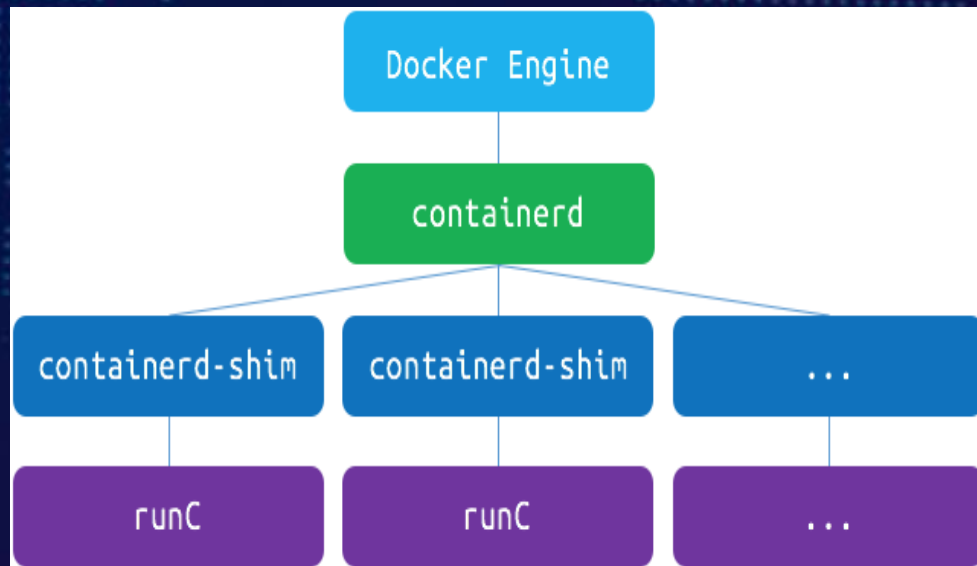 Docker Engine
containerd
containerd-shim
containerd-shim
...
runC
runC
...